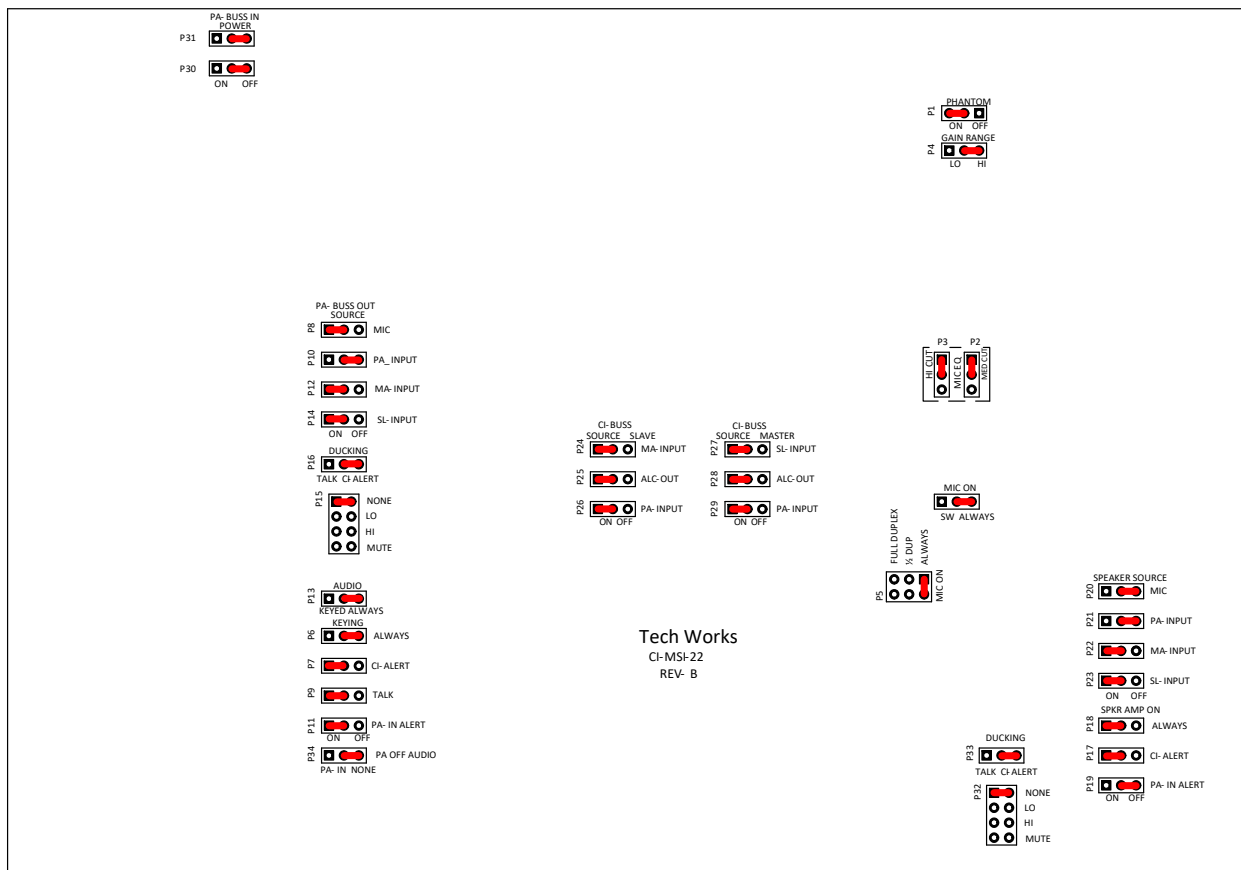 PA- BUSS IN
POWER
P31
P30
ON OFF
PHANTOM
P1
ON OFF
GAIN RANGE
P4
LO HI
PA- BUSS OUT
SOURCE
P8 MIC
P10 PA_ INPUT
P12 MA- INPUT
P14 SL- INPUT
ON OFF
DUCKING
P16
TALK CI-ALERT
P15 NONE
LO
HI
MUTE
P3 P2
HI CUT
MIC EQ
MED CUT
CI-BUSS
SOURCE SLAVE
P24 MA-INPUT
P25 ALC-OUT
P26 PA-INPUT
ON OFF
CI-BUSS
SOURCE MASTER
P27 SL-INPUT
P28 ALC-OUT
P29 PA-INPUT
ON OFF
MIC ON
SW ALWAYS
FULL DUPLEX
½ DUP
ALWAYS
P5
MIC ON
AUDIO
P13
KEYED ALWAYS
KEYING
P6 ALWAYS
P7 CI-ALERT
P9 TALK
P11 PA- IN ALERT
ON OFF
P34 PA OFF AUDIO
PA- IN NONE
Tech Works
CI-MSI-22
REV- B
SPEAKER SOURCE
P20 MIC
P21 PA- INPUT
P22 MA- INPUT
P23 SL- INPUT
ON OFF
SPKR AMP ON
P18 ALWAYS
P17 CI- ALERT
P19 PA- IN ALERT
ON OFF
DUCKING
P33
TALK CI-ALERT
P32 NONE
LO
HI
MUTE